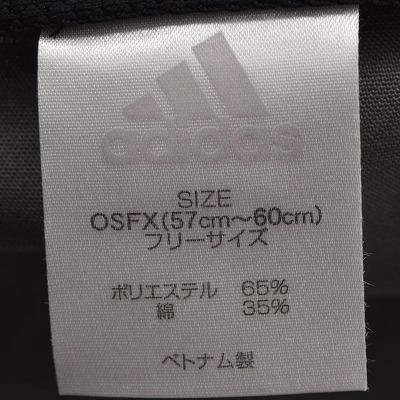 adidas
SIZE
OSFX(57cm～60cm)
フリーサイズ
ポリエステル 65%
綿 35%
ベトナム製